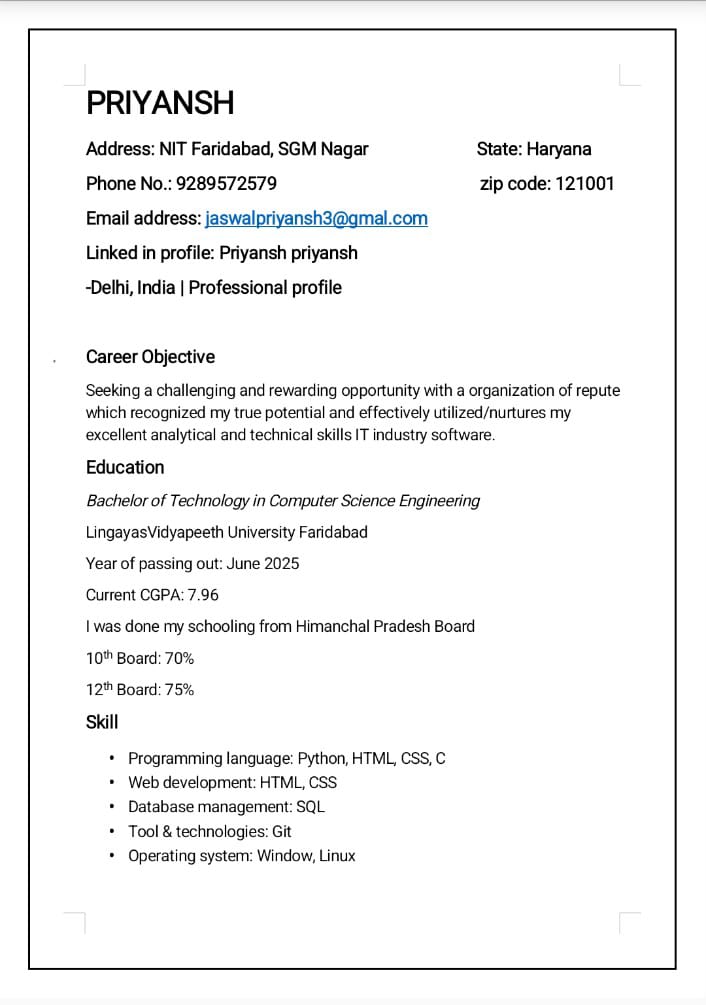 PRIYANSH
Address: NIT Faridabad, SGM Nagar State: Haryana
Phone No.: 9289572579 zip code: 121001
Email address: jaswalpriyansh3@gmal.com
Linked in profile: Priyansh priyansh
-Delhi, India | Professional profile
Career Objective
Seeking a challenging and rewarding opportunity with a organization of repute
which recognized my true potential and effectively utilized/nurtures my
excellent analytical and technical skills IT industry software.
Education
Bachelor of Technology in Computer Science Engineering
LingayasVidyapeeth University Faridabad
Year of passing out: June 2025
Current CGPA: 7.96
I was done my schooling from Himanchal Pradesh Board
10th Board: 70%
12th Board: 75%
Skill
• Programming language: Python, HTML, CSS, C
• Web development: HTML, CSS
• Database management: SQL
• Tool & technologies: Git
• Operating system: Window, Linux